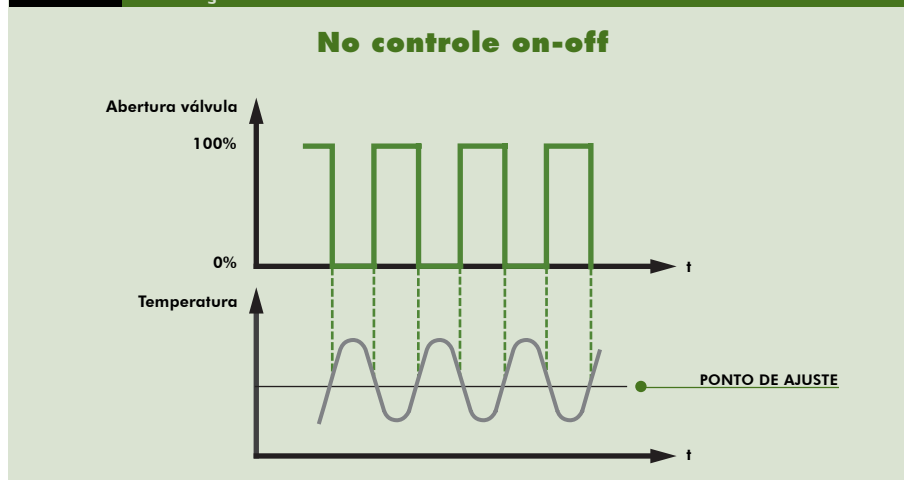 No controle on-off
Abertura válvula
100%
0%
t
Temperatura
PONTO DE AJUSTE
t